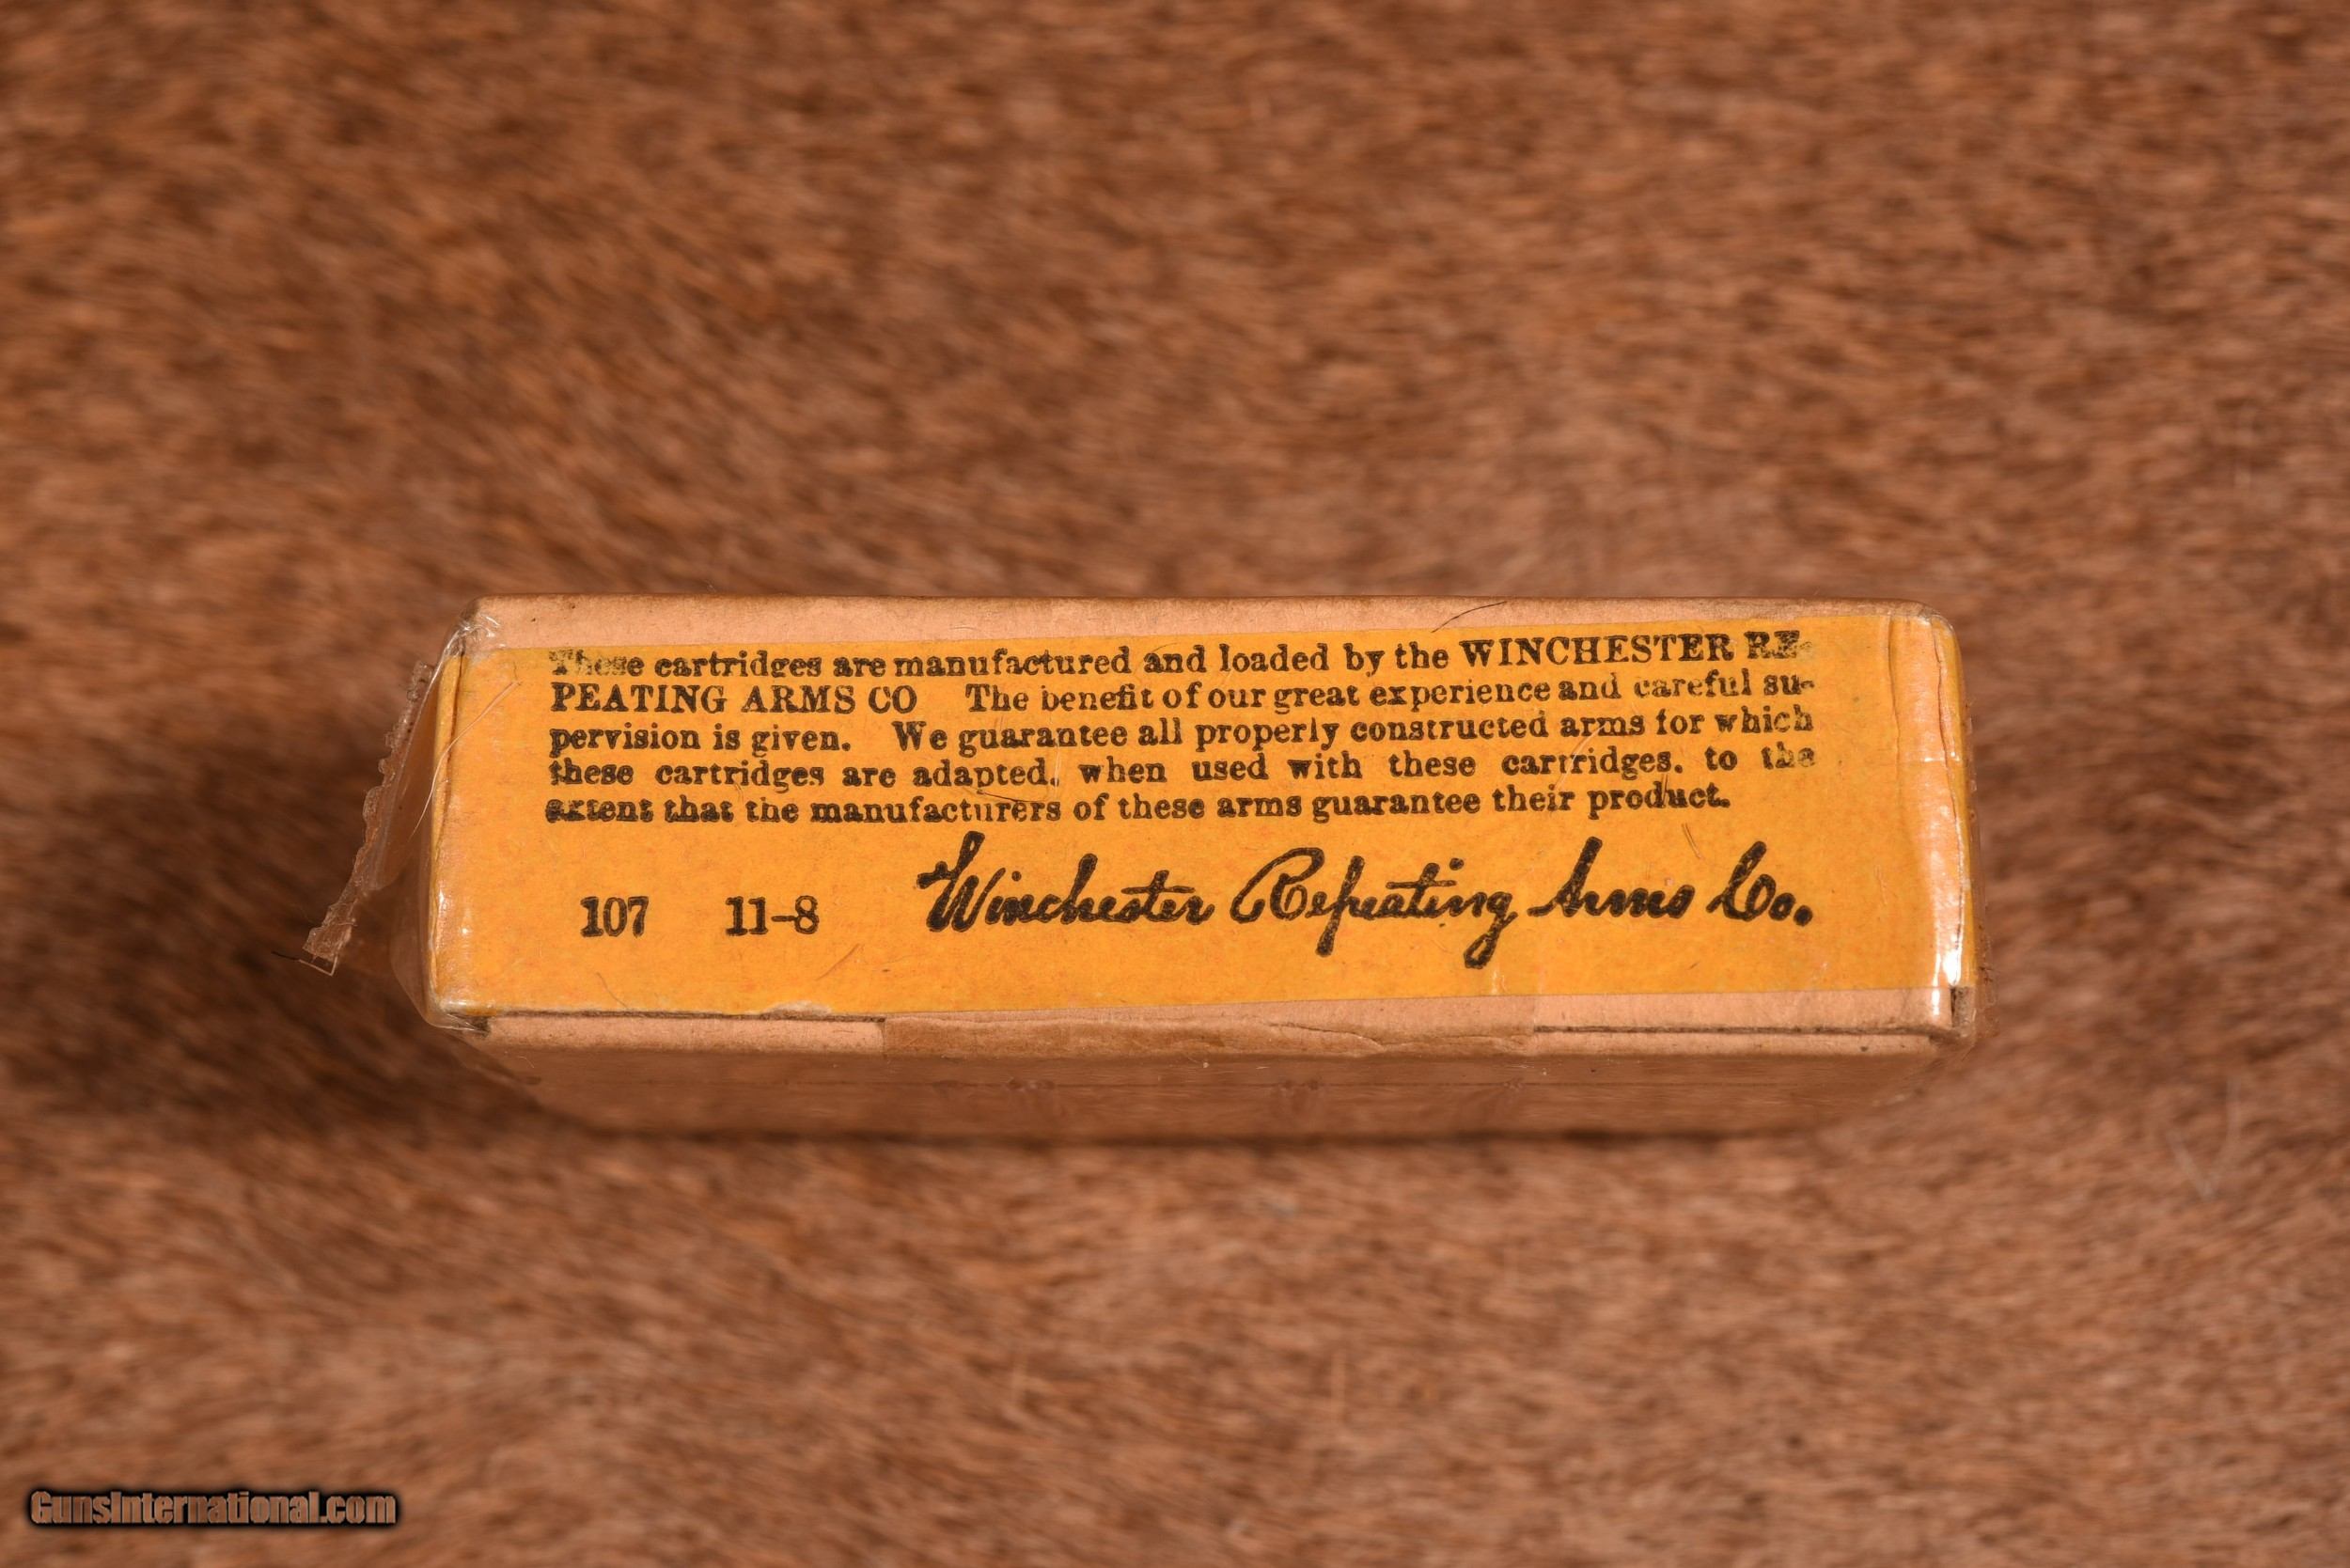 These cartridges are manufactured and loaded by the WINCHESTER RE-
PEATING ARMS CO The benefit of our great experience and careful su-
pervision is given. We guarantee all properly constructed arms for which
these cartridges are adapted, when used with these cartridges. to the
extent that the manufacturers of these arms guarantee their product.
107 11-8 Winchester Repeating Arms Co.
GunsInternational.com